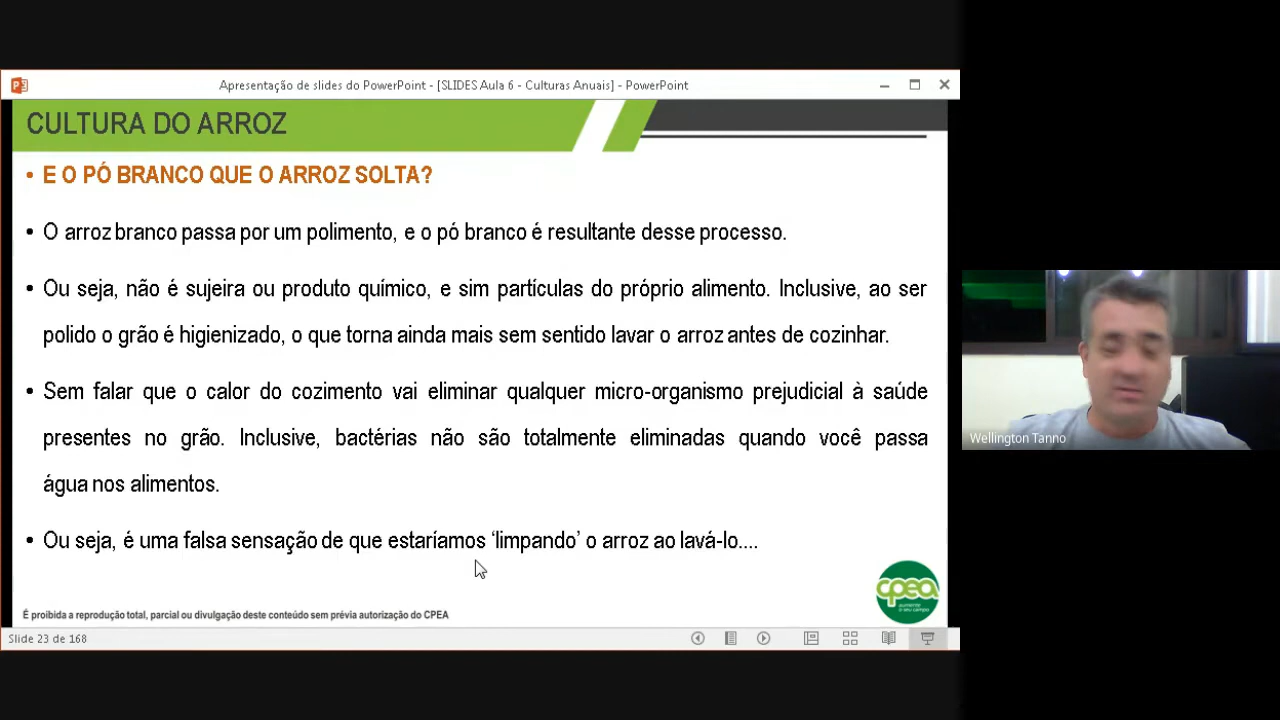 Apresentação de slides do PowerPoint - [SLIDES Aula 6 - Culturas Anuais] - PowerPoint
CULTURA DO ARROZ
• E O PÓ BRANCO QUE O ARROZ SOLTA?
• O arroz branco passa por um polimento, e o pó branco é resultante desse processo.
• Ou seja, não é sujeira ou produto químico, e sim partículas do próprio alimento. Inclusive, ao ser
polido o grão é higienizado, o que torna ainda mais sem sentido lavar o arroz antes de cozinhar.
• Sem falar que o calor do cozimento vai eliminar qualquer micro-organismo prejudicial à saúde
presentes no grão. Inclusive, bactérias não são totalmente eliminadas quando você passa
água nos alimentos.
• Ou seja, é uma falsa sensação de que estaríamos ‘limpando’ o arroz ao lavá-lo....
cpea
aumente
o seu campo
É proibida a reprodução total, parcial ou divulgação deste conteúdo sem prévia autorização do CPEA
Slide 23 de 168
Wellington Tanno